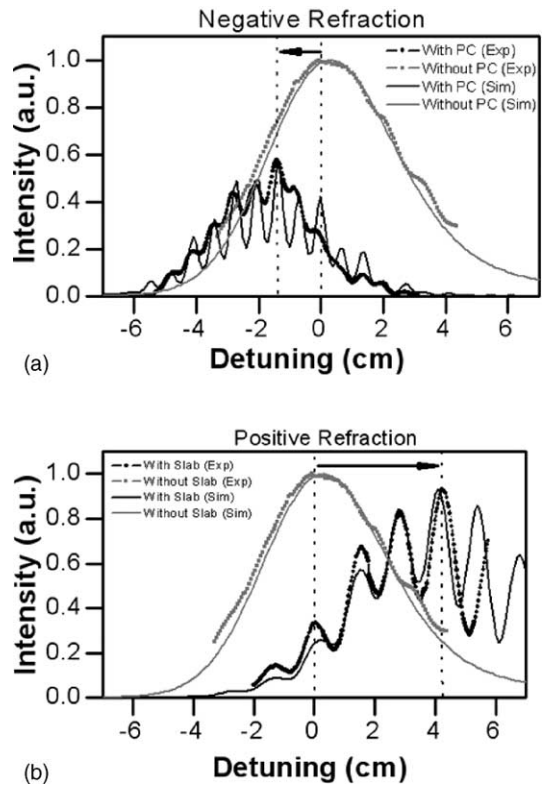 Negative Refraction
(a)
1.0
0.8
0.6
0.4
0.2
0.0
Intensity (a.u.)
With PC (Exp)
Without PC (Exp)
With PC (Sim)
Without PC (Sim)
-6 -4 -2 0 2 4 6
Detuning (cm)
Positive Refraction
1.0
0.8
0.6
0.4
0.2
0.0
Intensity (a.u.)
With Slab (Exp)
Without Slab (Exp)
With Slab (Sim)
Without Slab (Sim)
-6 -4 -2 0 2 4 6
Detuning (cm)
(b)